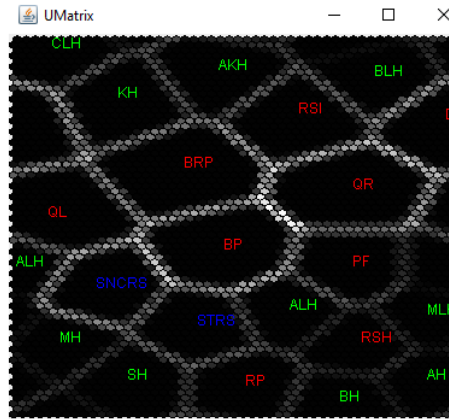 UMatrix
CLH
AKH
BLH
KH
RSI
BRP
QR
QL
BP
ALH
PF
SNCRS
ALH
STRS
MH
RSH
SH
RP
AH
BH